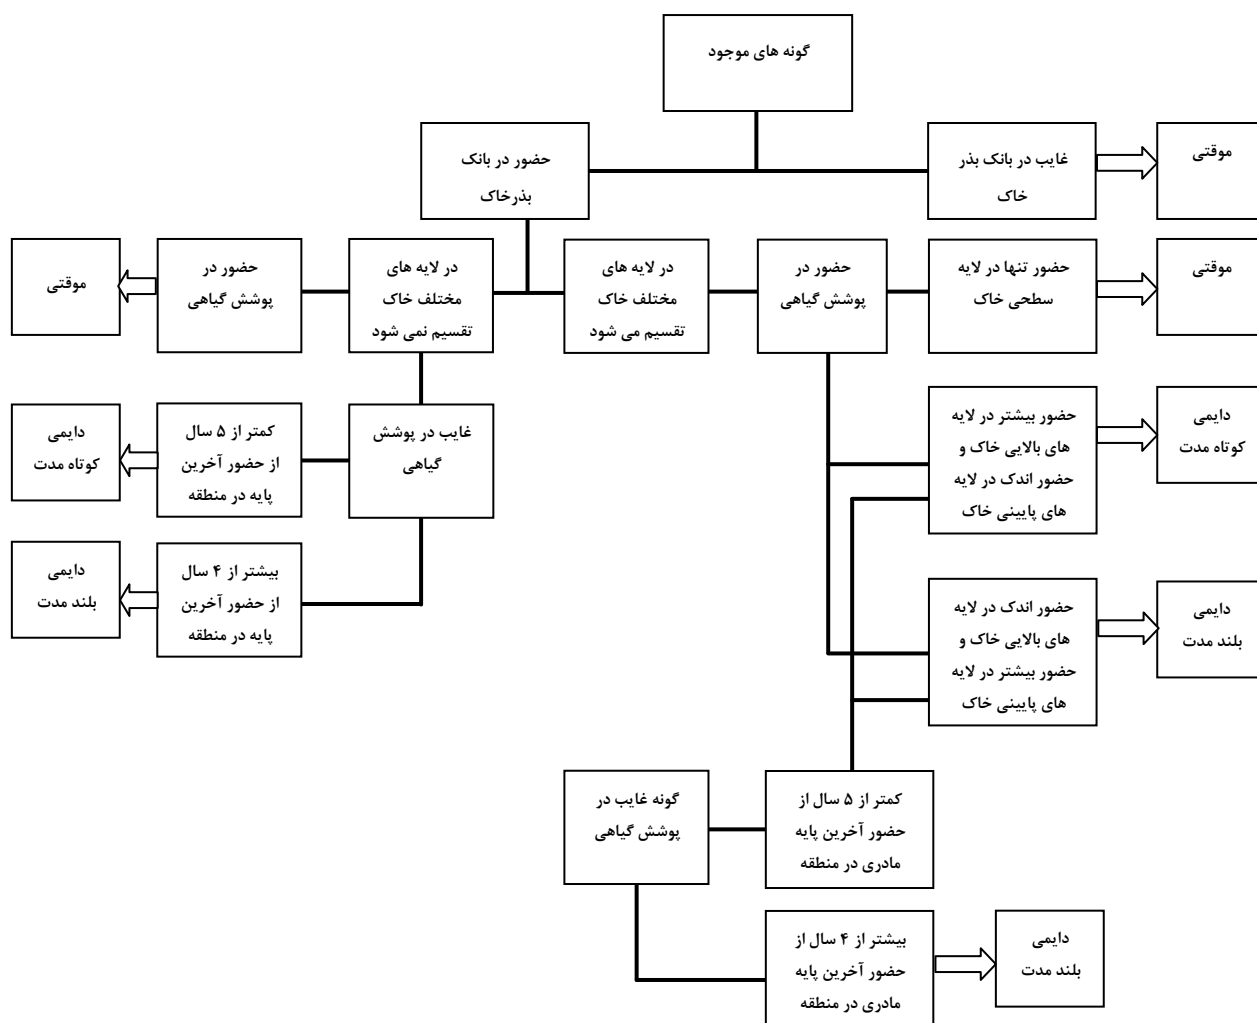 گونه های موجود
حضور در بانک
بذرخاک
غایب در بانک بذر
خاک
موقتی
موقتی
حضور در
پوشش گیاهی
در لایه های
مختلف خاک
تقسیم نمی شود
در لایه های
مختلف خاک
تقسیم می شود
حضور در
پوشش گیاهی
حضور تنها در لایه
سطحی خاک
موقتی
دایمی
کوتاه مدت
کمتر از ۵ سال
از حضور آخرین
پایه در منطقه
غایب در پوشش
گیاهی
حضور بیشتر در لایه
های بالایی خاک و
حضور اندک در لایه
های پایینی خاک
دایمی
کوتاه مدت
دایمی
بلند مدت
بیشتر از ۴ سال
از حضور آخرین
پایه در منطقه
حضور اندک در لایه
های بالایی خاک و
حضور بیشتر در لایه
های پایینی خاک
دایمی
بلند مدت
گونه غایب در
پوشش گیاهی
کمتر از ۵ سال از
حضور آخرین پایه
مادری در منطقه
بیشتر از ۴ سال از
حضور آخرین پایه
مادری در منطقه
دایمی
بلند مدت